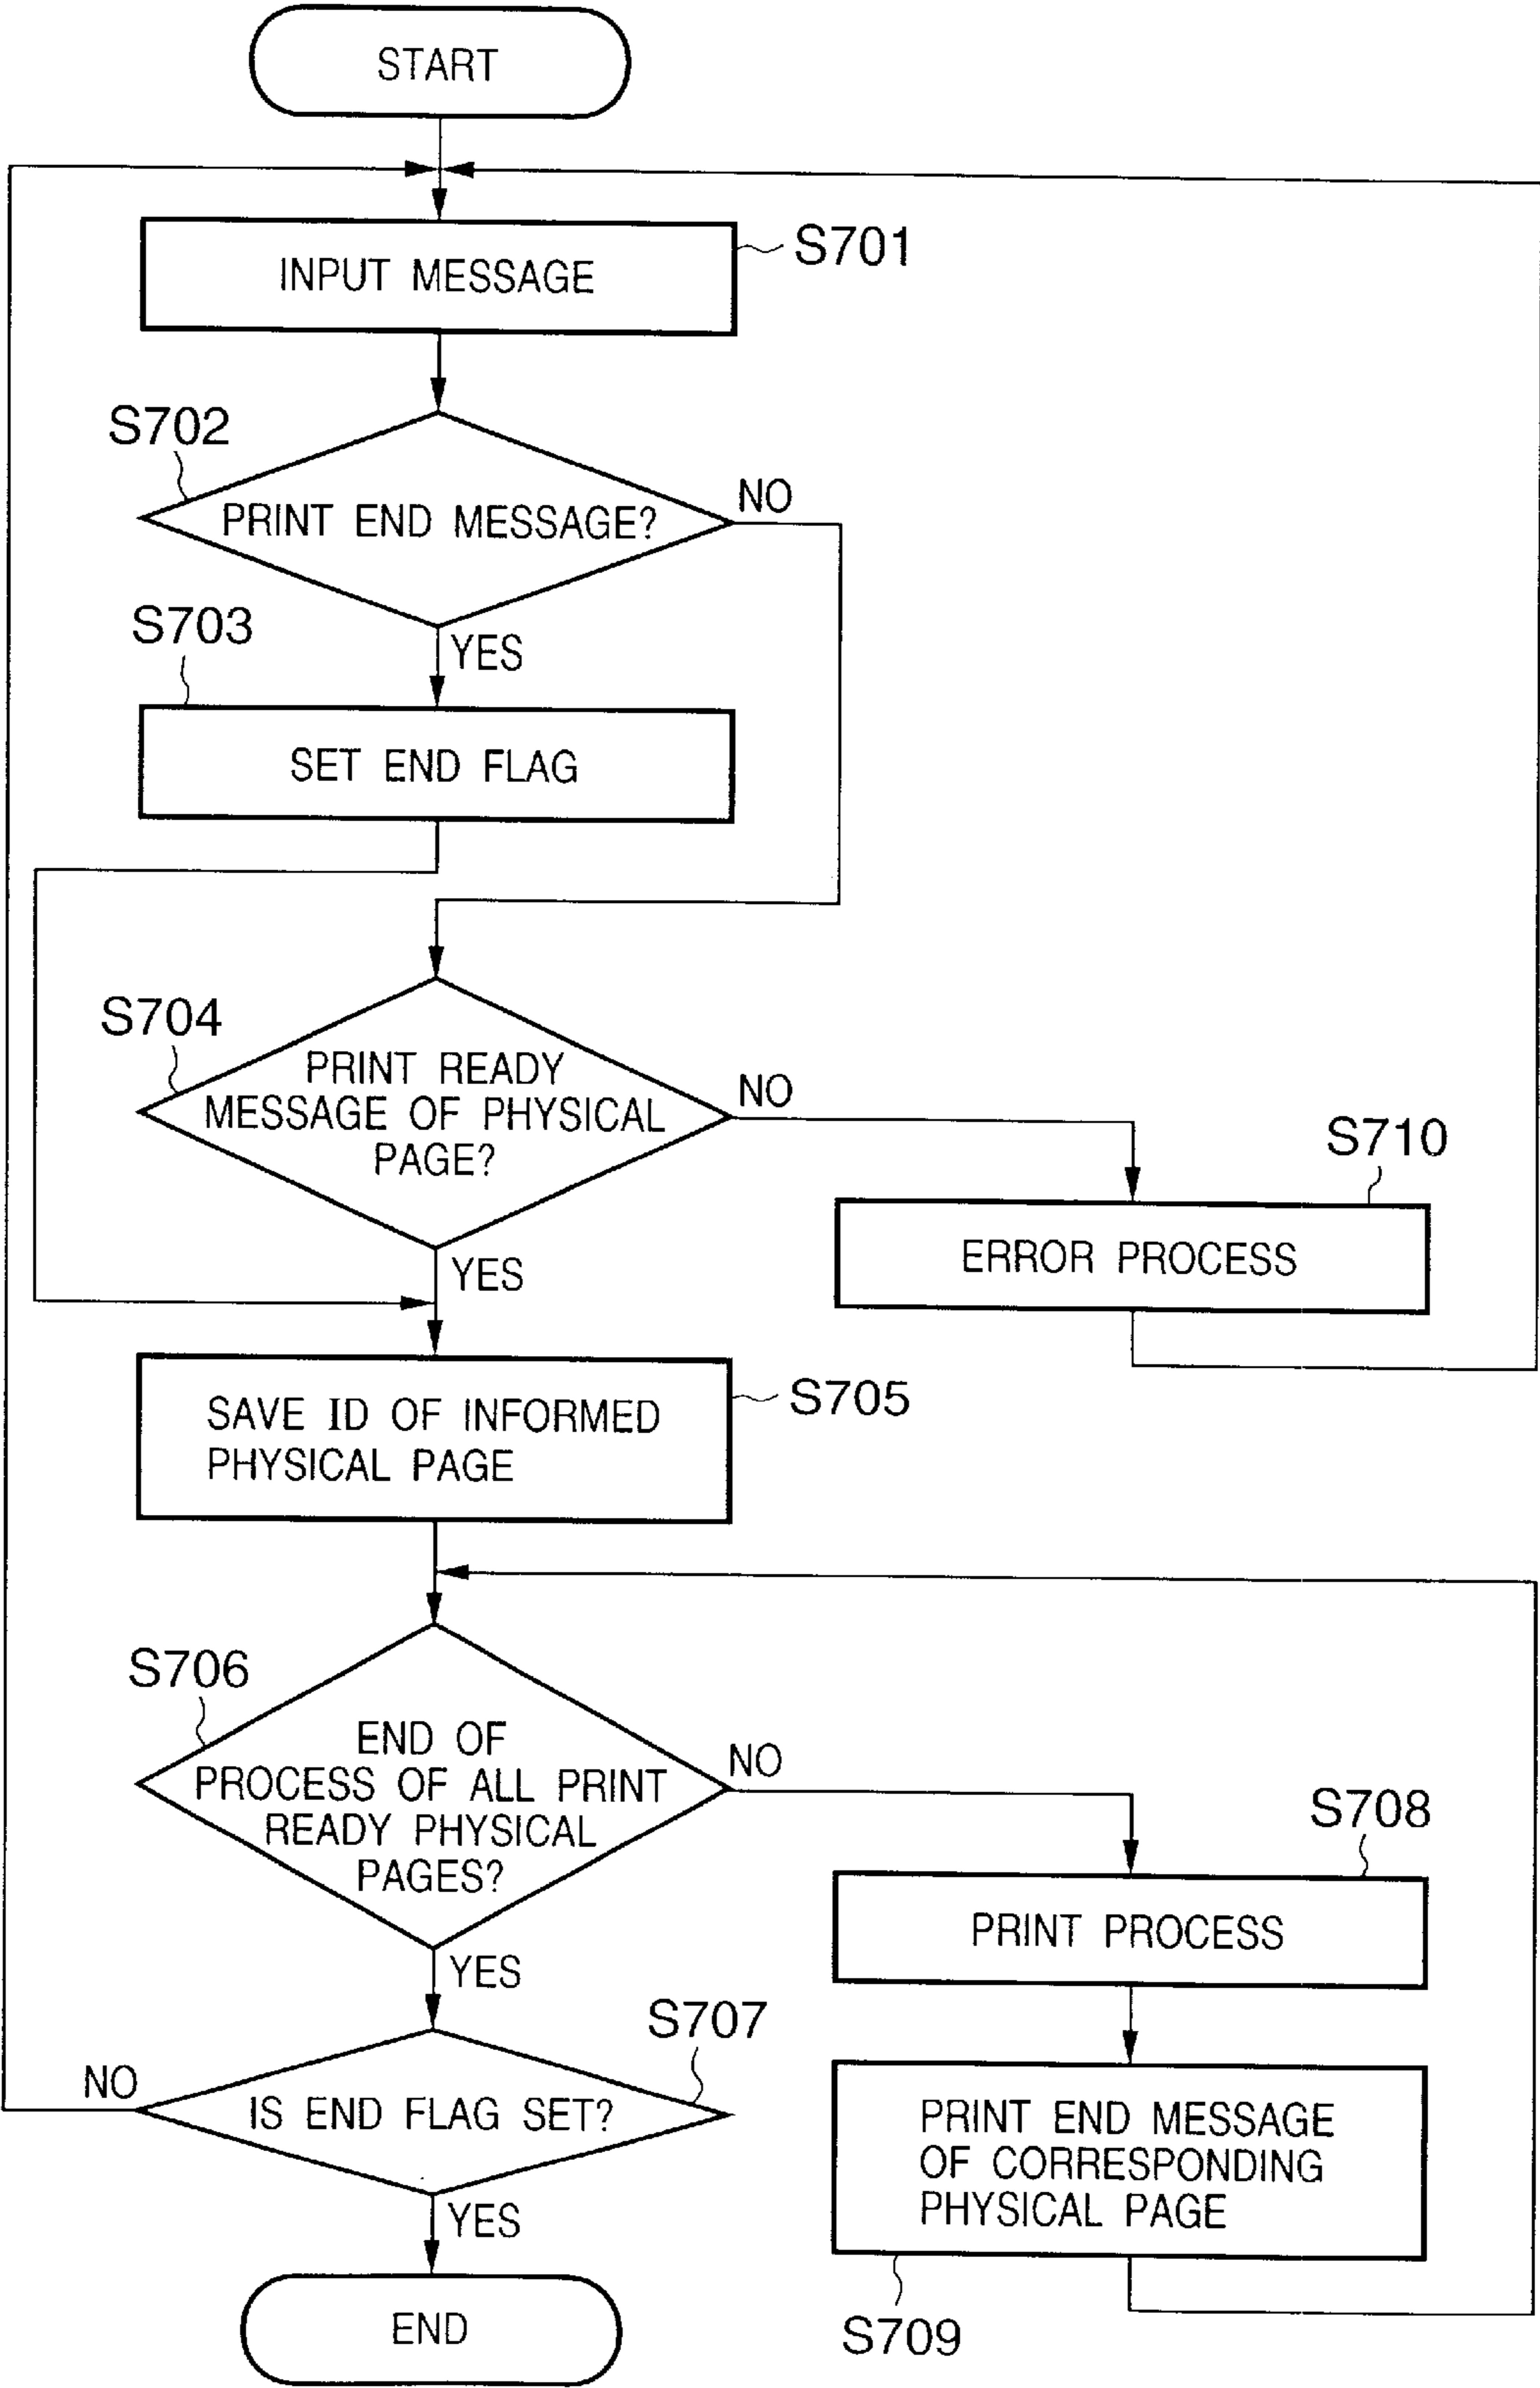 START
S701
INPUT MESSAGE
S702
PRINT END MESSAGE?
NO
YES
S703
SET END FLAG
S704
PRINT READY
MESSAGE OF PHYSICAL
PAGE?
NO
YES
S710
ERROR PROCESS
S705
SAVE ID OF INFORMED
PHYSICAL PAGE
S706
END OF
PROCESS OF ALL PRINT
READY PHYSICAL
PAGES?
NO
YES
S708
PRINT PROCESS
S707
NO
IS END FLAG SET?
YES
PRINT END MESSAGE
OF CORRESPONDING
PHYSICAL PAGE
S709
END